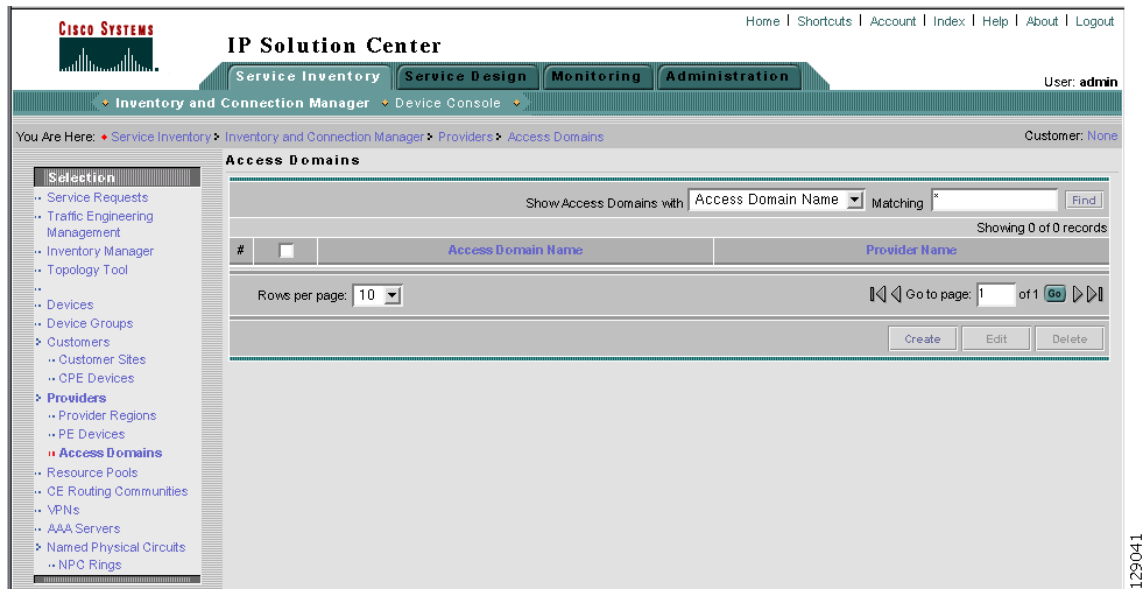 CISCO SYSTEMS
Home | Shortcuts | Account | Index | Help | About | Logout
IP Solution Center
Service Inventory Service Design Monitoring Administration
User: admin
Inventory and Connection Manager Device Console
You Are Here: Service Inventory Inventory and Connection Manager Providers Access Domains
Customer: None
Selection
Service Requests
Traffic Engineering
Management
Inventory Manager
Topology Tool
Devices
Device Groups
Customers
Customer Sites
CPE Devices
Providers
Provider Regions
PE Devices
Access Domains
Resource Pools
CE Routing Communities
VPNs
AAA Servers
Named Physical Circuits
NPC Rings
Access Domains
Show Access Domains with Access Domain Name Matching * Find
Showing 0 of 0 records
# Access Domain Name Provider Name
Rows per page: 10 Go to page: 1 of 1 Go
Create Edit Delete
129041